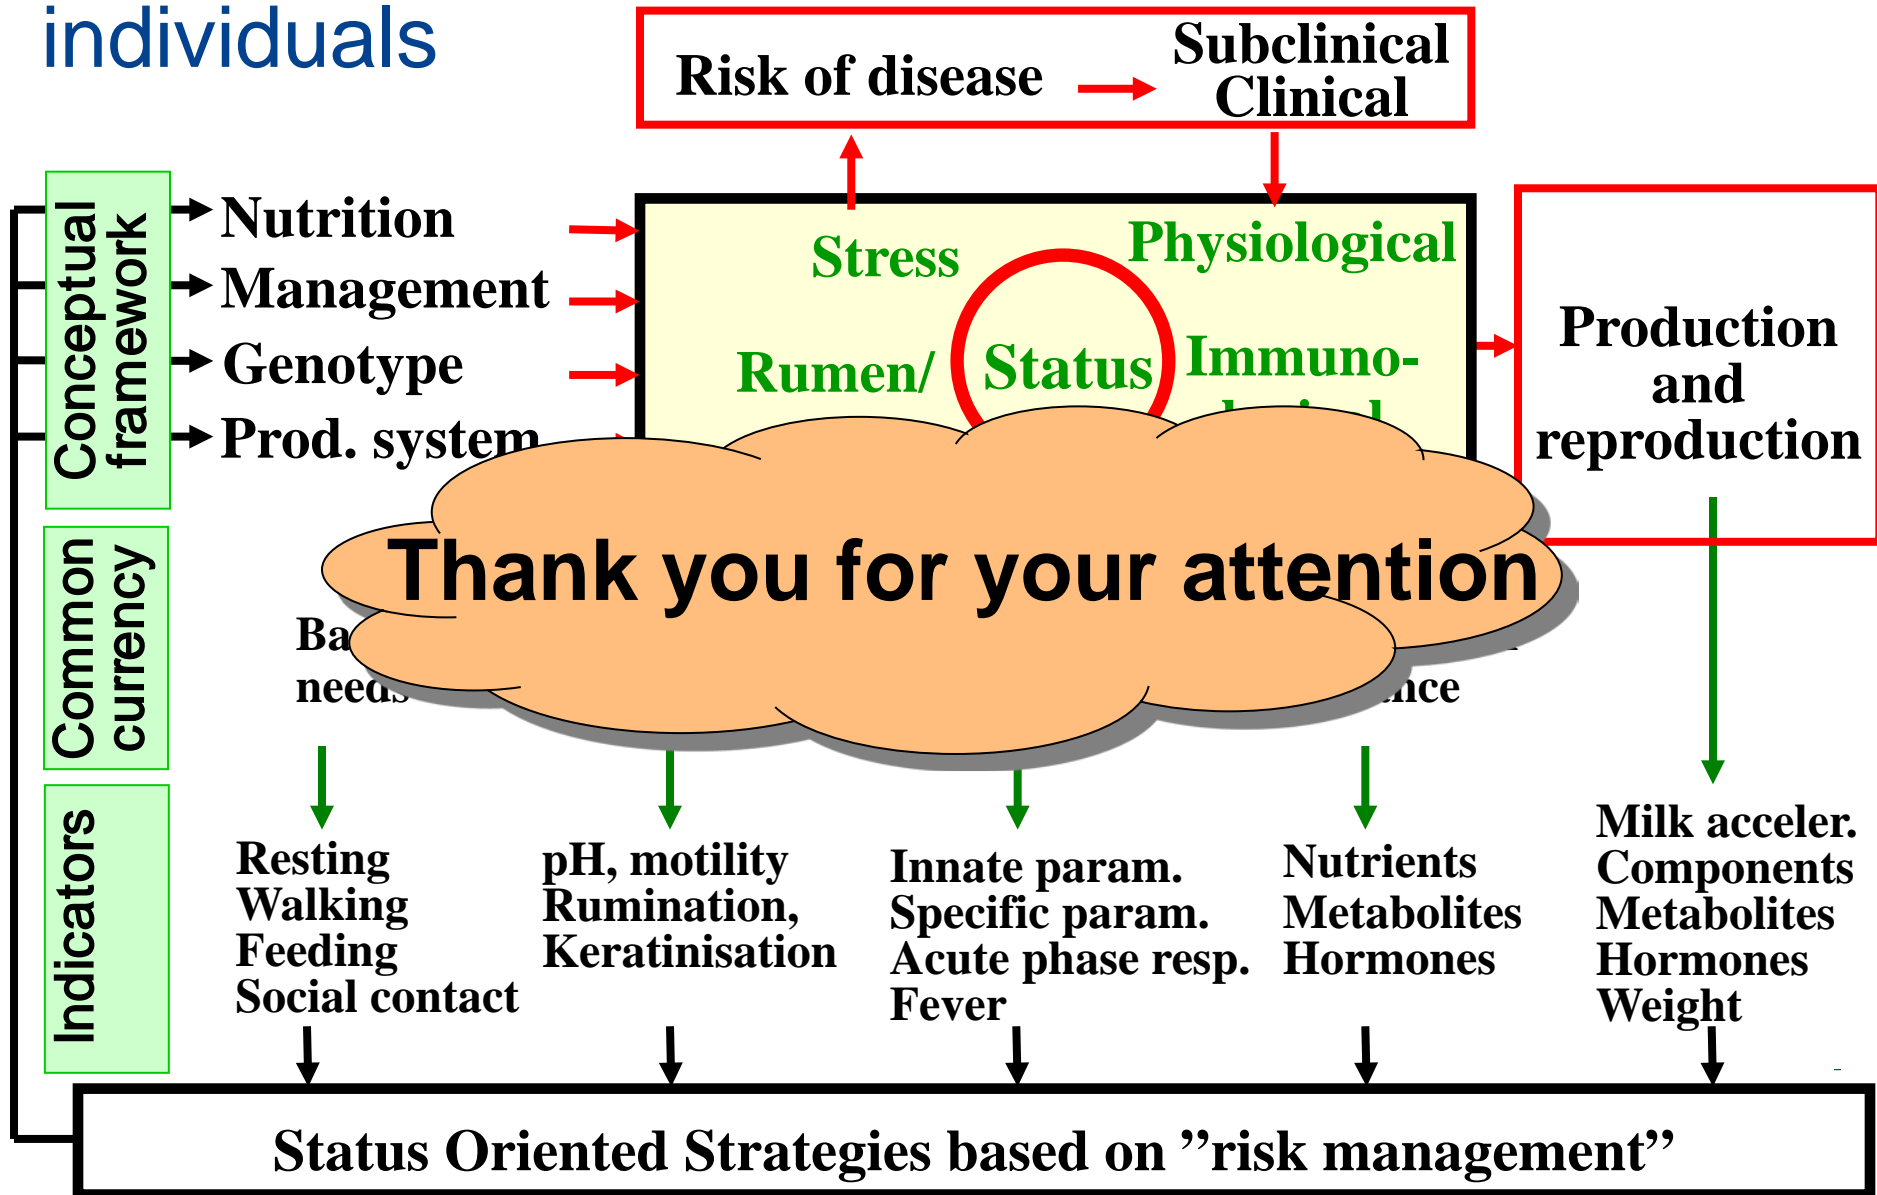 individuals
Risk of disease
Subclinical
Clinical
Conceptual
framework
Nutrition
Management
Genotype
Prod. system
Stress
Physiological
Rumen/
Status
Immuno-
Production
and
reproduction
Thank you for your attention
Common
currency
needs
Indicators
Resting
Walking
Feeding
Social contact
pH, motility
Rumination,
Keratinisation
Innate param.
Specific param.
Acute phase resp.
Fever
Nutrients
Metabolites
Hormones
Milk acceler.
Components
Metabolites
Hormones
Weight
Status Oriented Strategies based on ”risk management”